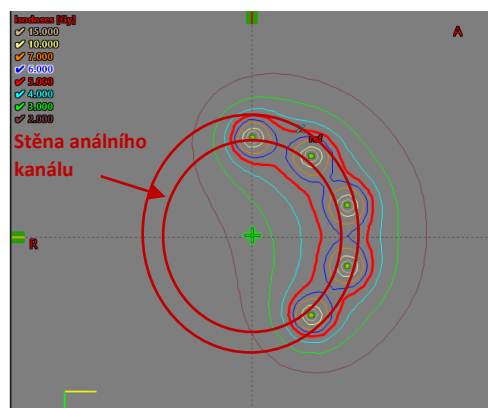 Isodoses [Gy]
15.000
10.000
7.000
6.000
5.000
4.000
3.000
2.000
A
ref
Stěna análního
kanálu
R